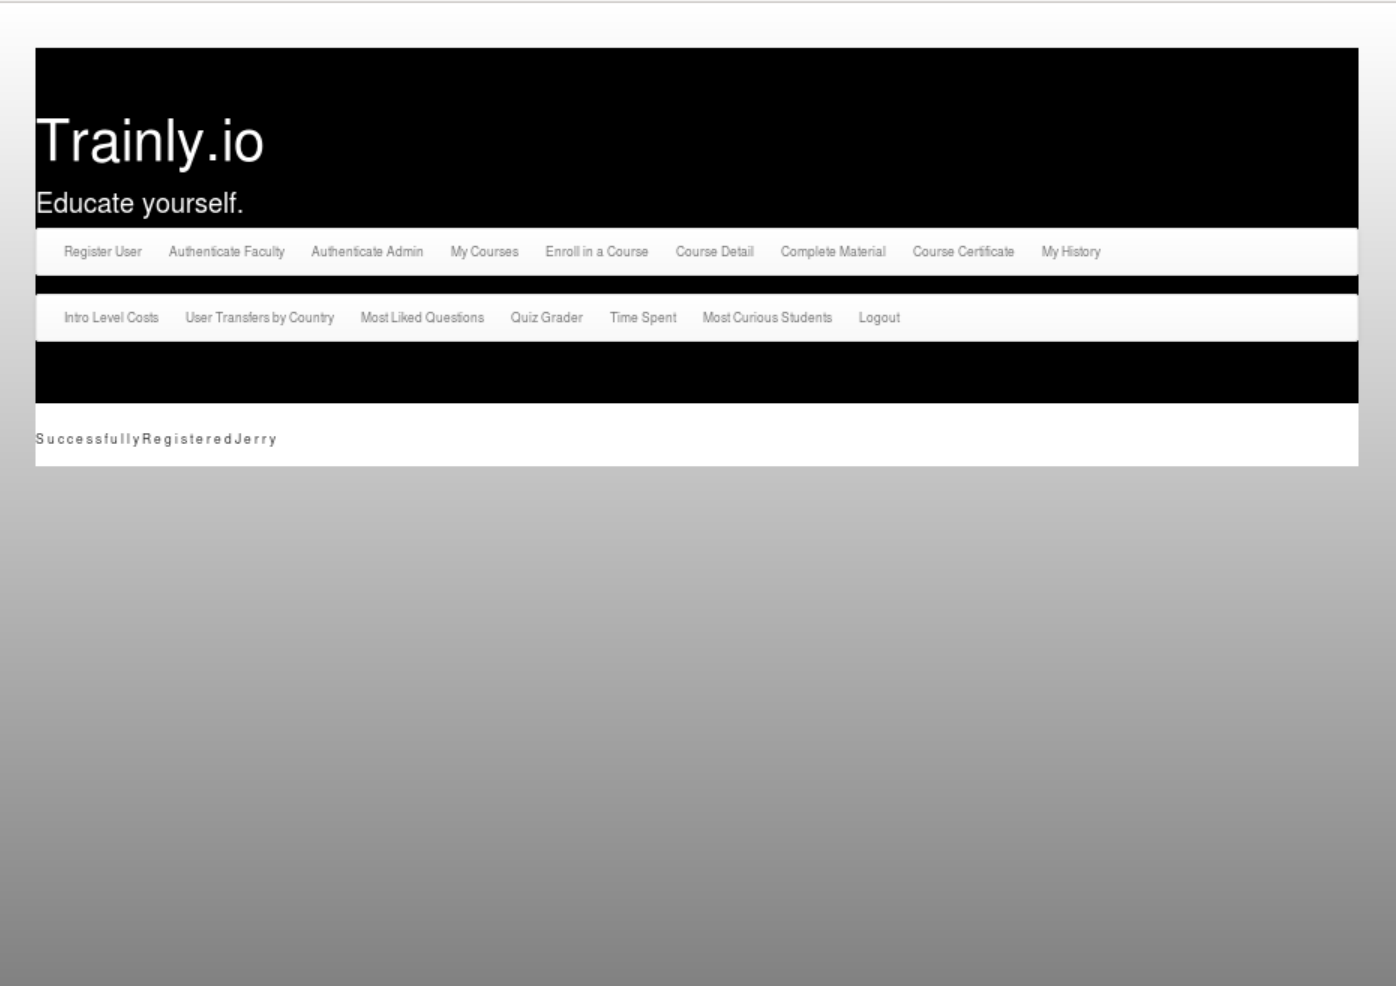 Trainly.io
Educate yourself.
Register User Authenticate Faculty Authenticate Admin My Courses Enroll in a Course Course Detail Complete Material Course Certificate My History
Intro Level Costs User Transfers by Country Most Liked Questions Quiz Grader Time Spent Most Curious Students Logout
S u c c e s s f u l l y R e g i s t e r e d J e r r y